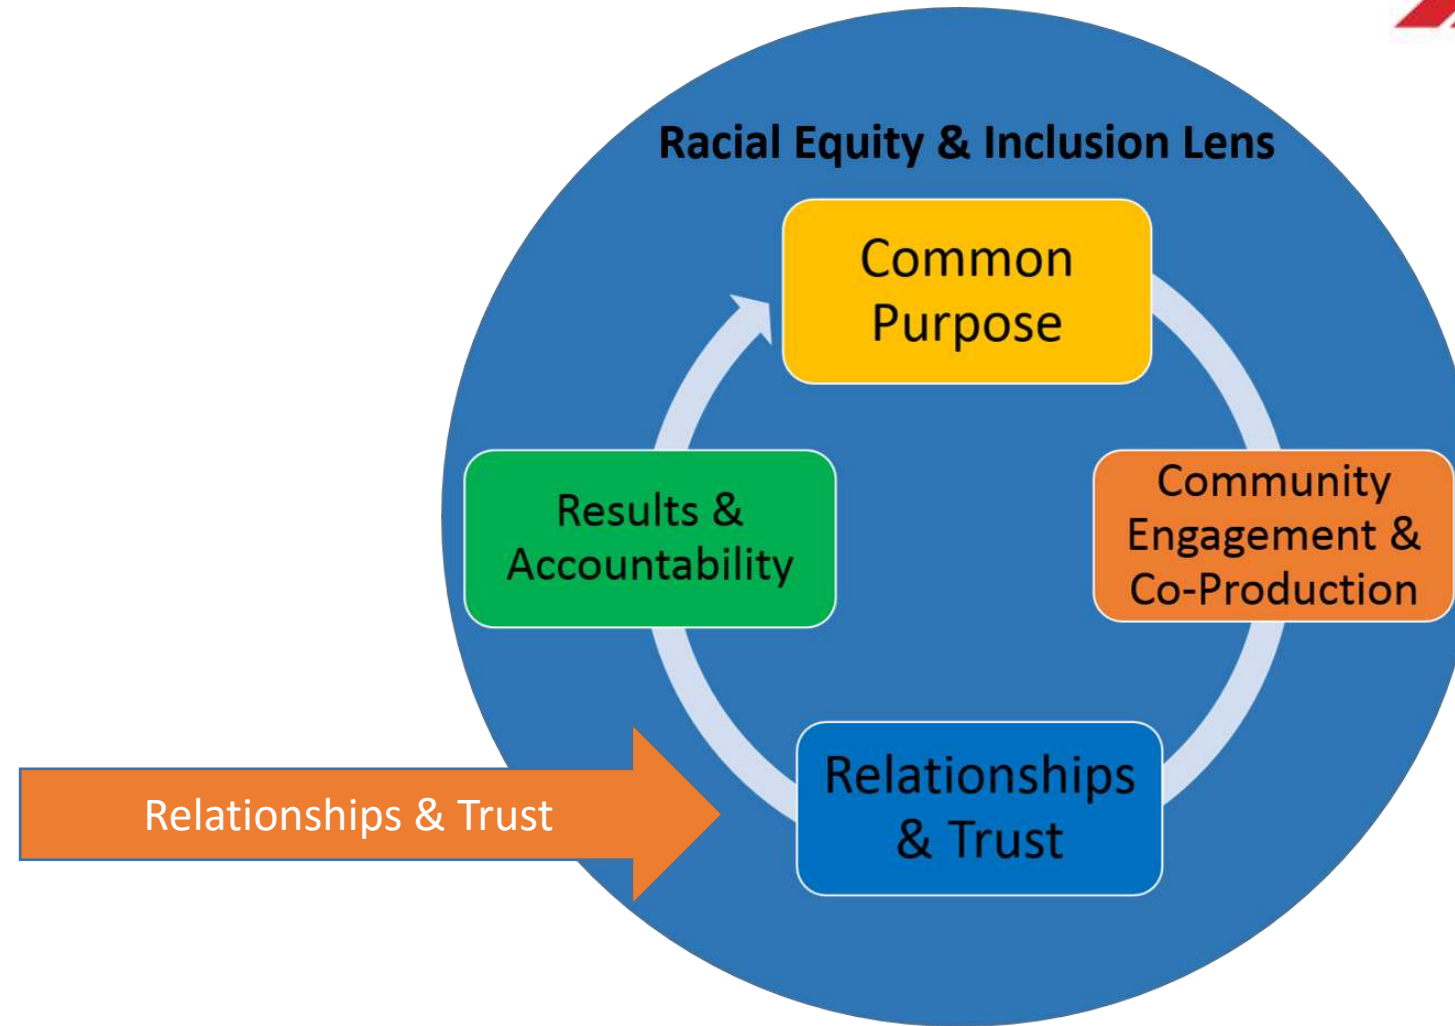 Racial Equity & Inclusion Lens
Common
Purpose
Community
Engagement &
Co-Production
Results &
Accountability
Relationships
& Trust
Relationships & Trust